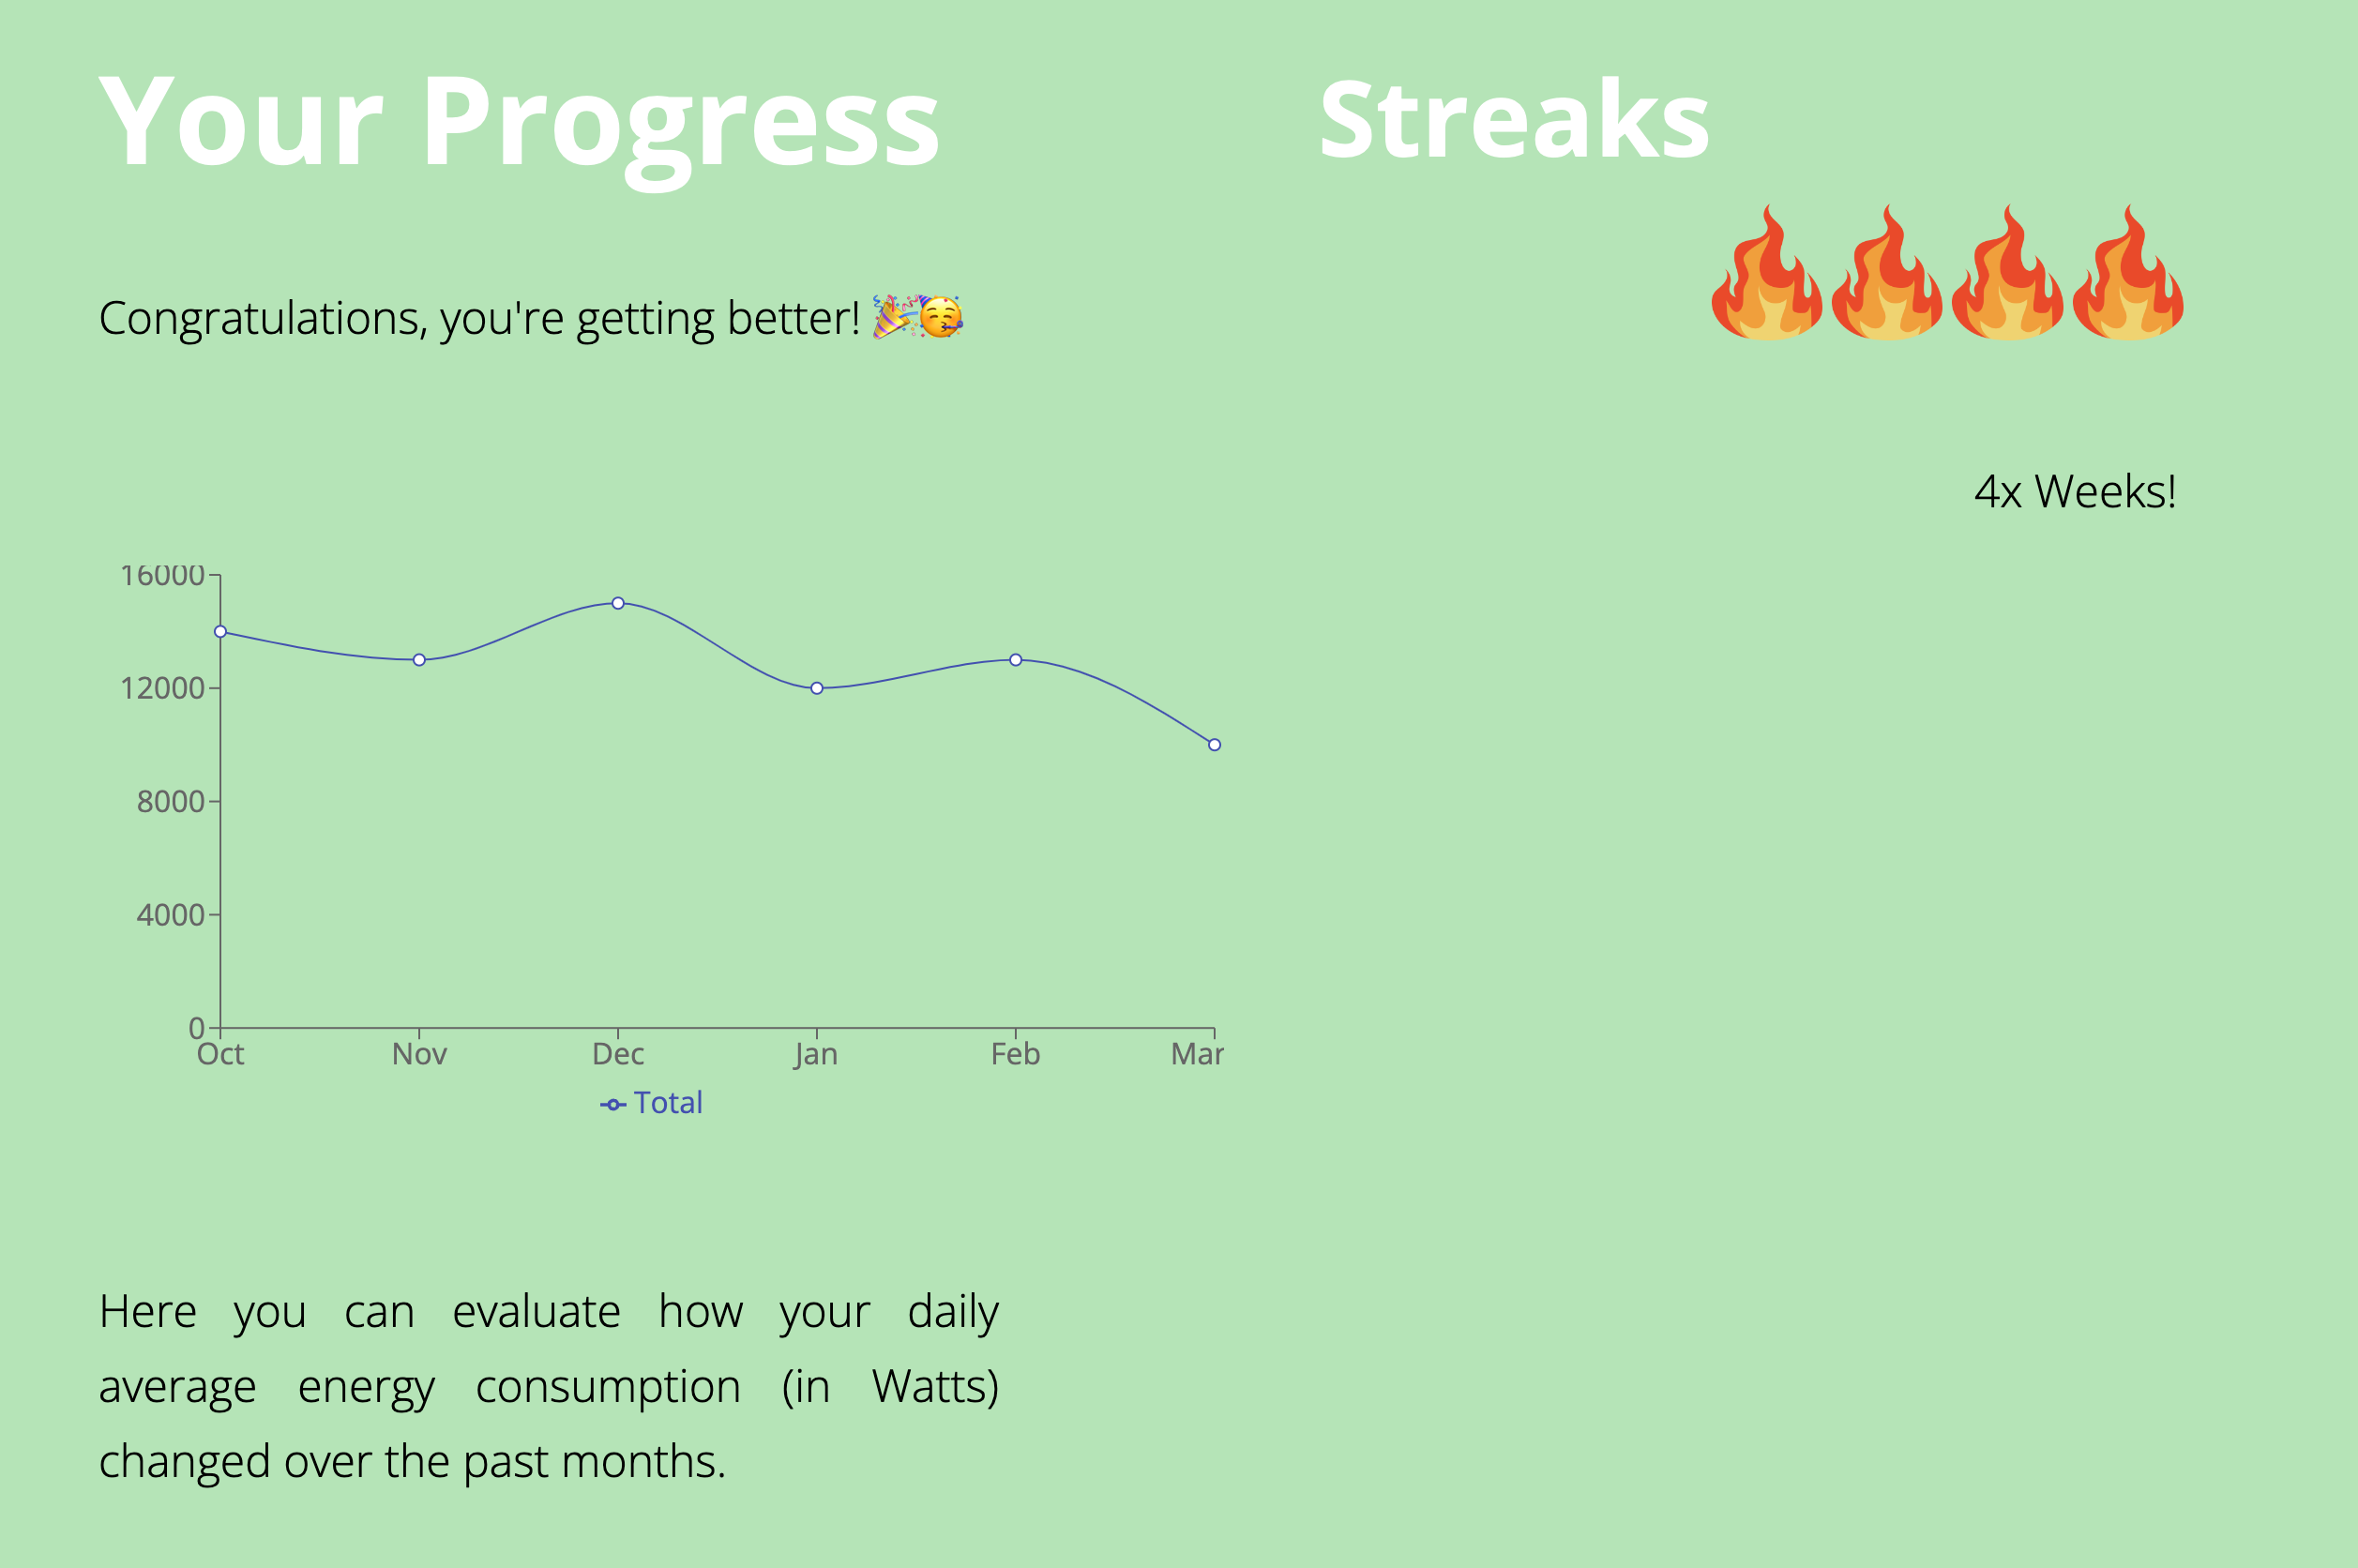 Your Progress
Streaks
Congratulations, you're getting better! 🎉🥳
🔥🔥🔥🔥
4x Weeks!
16000
12000
8000
4000
0
Oct Nov Dec Jan Feb Mar
Total
Here you can evaluate how your daily
average energy consumption (in Watts)
changed over the past months.